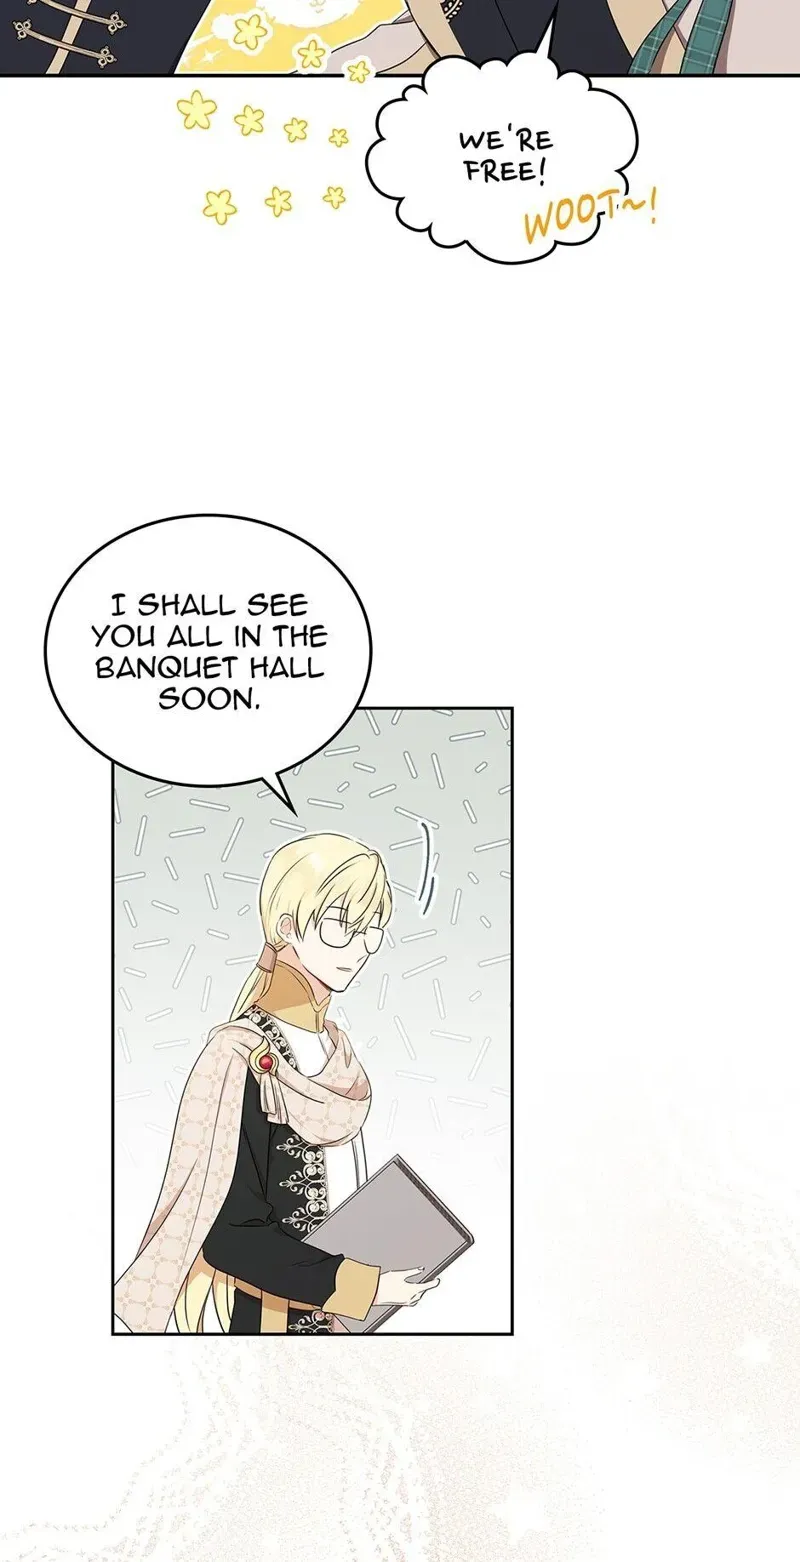 WE'RE
FREE!
WOOT~!
I SHALL SEE
YOU ALL IN THE
BANQUET HALL
SOON.